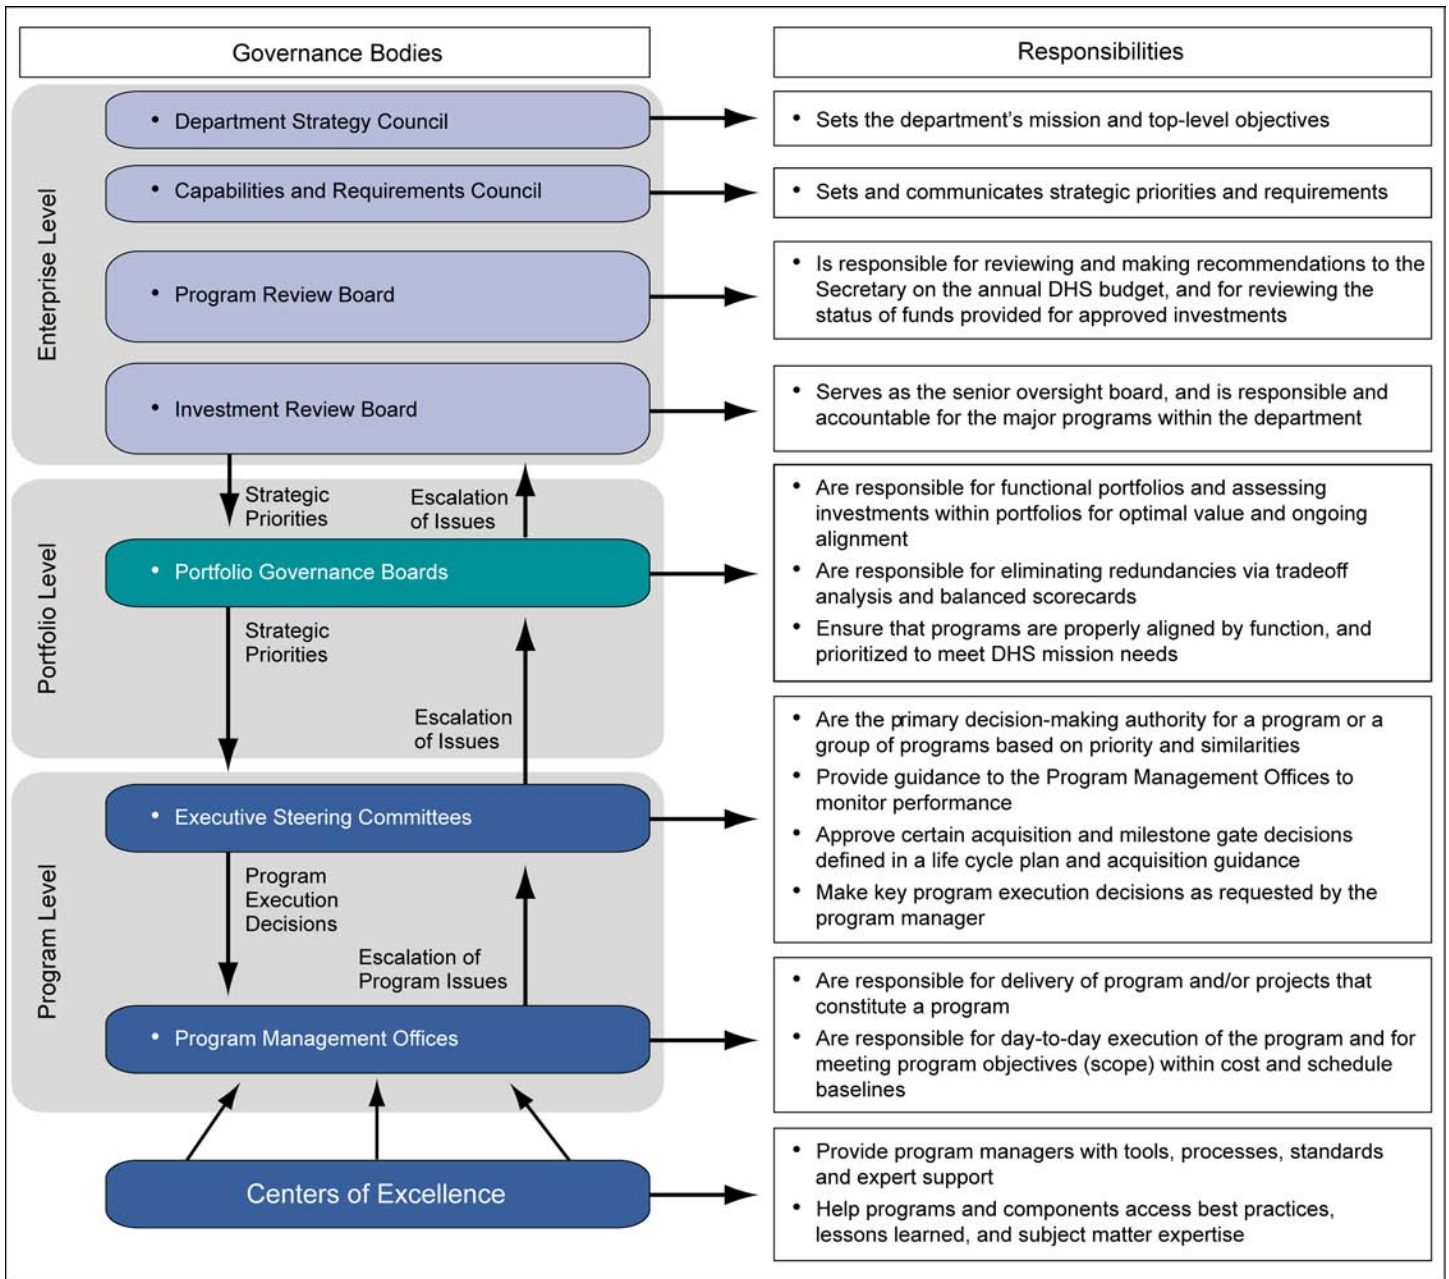 Governance Bodies
Responsibilities
Enterprise Level
• Department Strategy Council
• Sets the department's mission and top-level objectives
• Capabilities and Requirements Council
• Sets and communicates strategic priorities and requirements
• Program Review Board
• Is responsible for reviewing and making recommendations to the
Secretary on the annual DHS budget, and for reviewing the
status of funds provided for approved investments
• Investment Review Board
• Serves as the senior oversight board, and is responsible and
accountable for the major programs within the department
Strategic
Priorities
Escalation
of Issues
Portfolio Level
• Portfolio Governance Boards
• Are responsible for functional portfolios and assessing
investments within portfolios for optimal value and ongoing
alignment
• Are responsible for eliminating redundancies via tradeoff
analysis and balanced scorecards
• Ensure that programs are properly aligned by function, and
prioritized to meet DHS mission needs
Strategic
Priorities
Escalation
of Issues
Program Level
• Executive Steering Committees
• Are the primary decision-making authority for a program or a
group of programs based on priority and similarities
• Provide guidance to the Program Management Offices to
monitor performance
• Approve certain acquisition and milestone gate decisions
defined in a life cycle plan and acquisition guidance
• Make key program execution decisions as requested by the
program manager
Program
Execution
Decisions
Escalation of
Program Issues
• Program Management Offices
• Are responsible for delivery of program and/or projects that
constitute a program
• Are responsible for day-to-day execution of the program and for
meeting program objectives (scope) within cost and schedule
baselines
Centers of Excellence
• Provide program managers with tools, processes, standards
and expert support
• Help programs and components access best practices,
lessons learned, and subject matter expertise